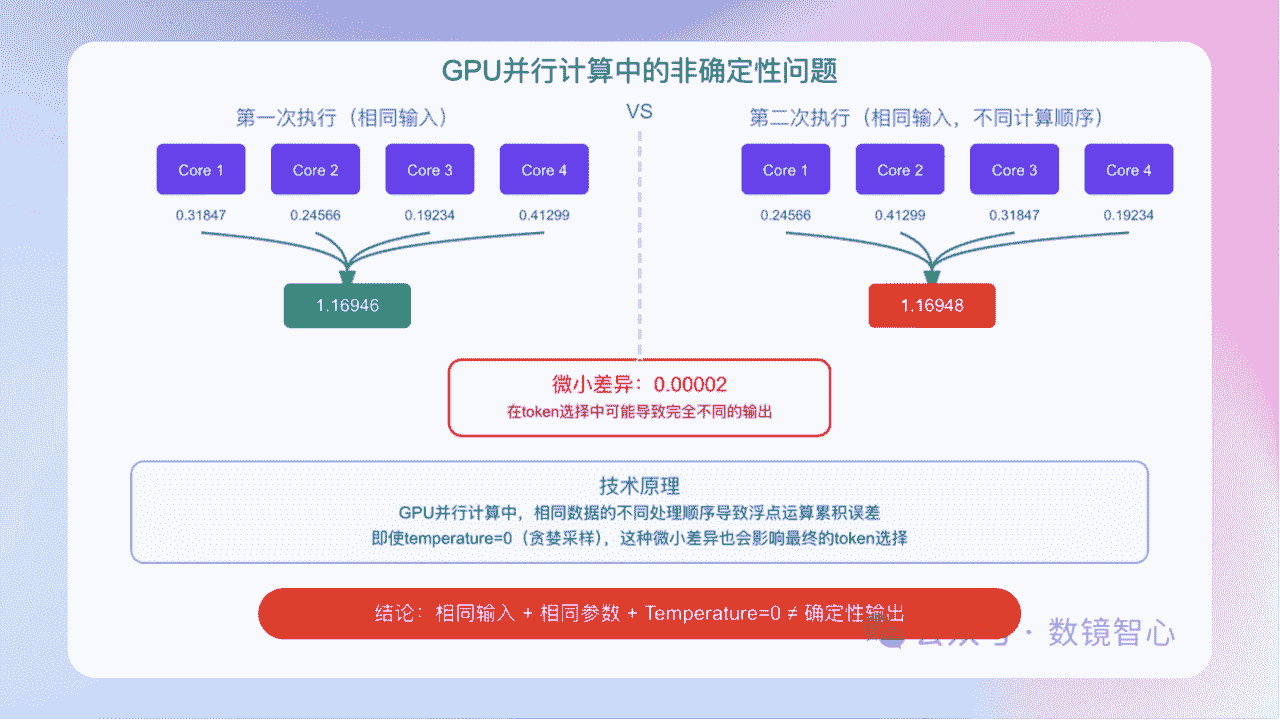 GPU并行计算中的非确定性问题
第一次执行（相同输入）
VS
第二次执行（相同输入，不同计算顺序）
Core 1
Core 2
Core 3
Core 4
0.31847
0.24566
0.19234
0.41299
1.16946
Core 1
Core 2
Core 3
Core 4
0.24566
0.41299
0.31847
0.19234
1.16948
微小差异：0.00002
在token选择中可能导致完全不同的输出
技术原理
GPU并行计算中，相同数据的不同处理顺序导致浮点运算累积误差
即使temperature=0（贪婪采样），这种微小差异也会影响最终的token选择
结论：相同输入 + 相同参数 + Temperature=0 ≠ 确定性输出
· 数镜智心